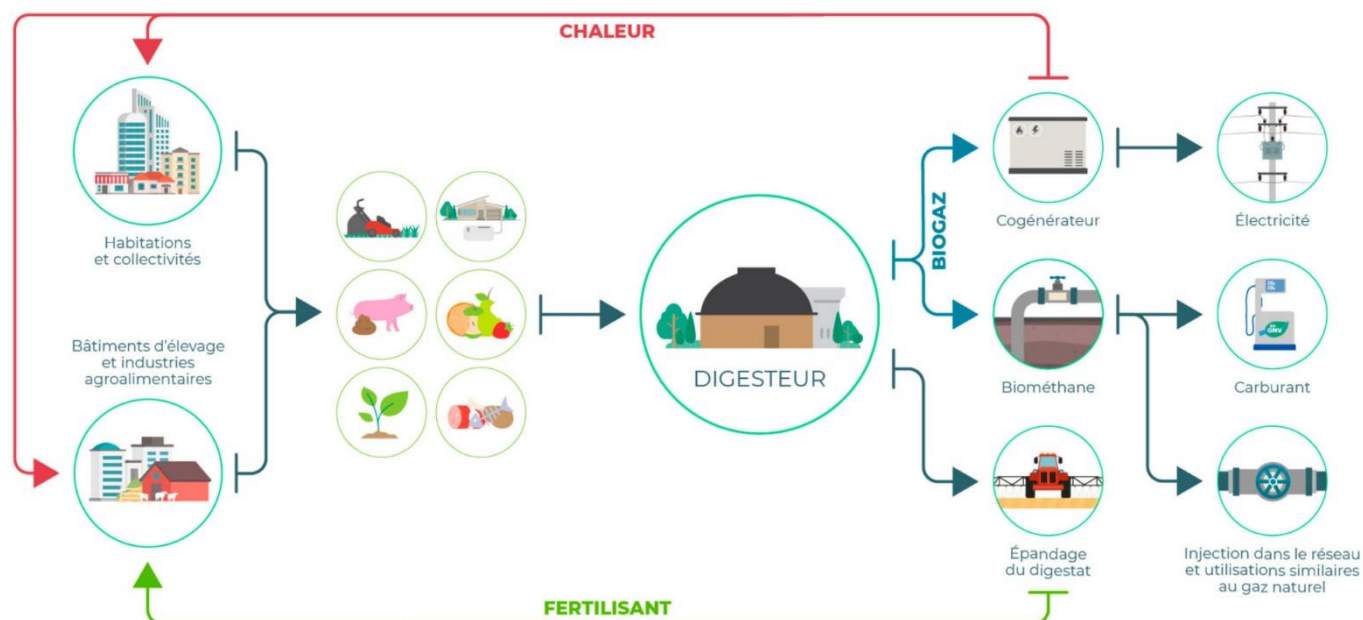 CHALEUR
Habitations
et collectivités
Bâtiments d'élevage
et industries
agroalimentaires
DIGESTEUR
BIOGAZ
Cogénérateur
Électricité
Biométhane
Carburant
GNV
Épandage
du digestat
Injection dans le réseau
et utilisations similaires
au gaz naturel
FERTILISANT